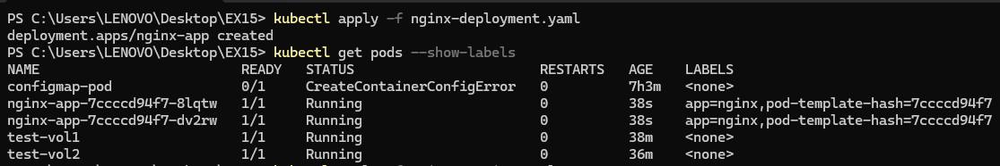 PS C:\Users\LENOVO\Desktop\EX15> kubectl apply -f nginx-deployment.yaml
deployment.apps/nginx-app created
PS C:\Users\LENOVO\Desktop\EX15> kubectl get pods --show-labels
NAME READY STATUS RESTARTS AGE LABELS
configmap-pod 0/1 CreateContainerConfigError 0 7h3m <none>
nginx-app-7ccccd94f7-8lqtw 1/1 Running 0 38s app=nginx,pod-template-hash=7ccccd94f7
nginx-app-7ccccd94f7-dv2rw 1/1 Running 0 38s app=nginx,pod-template-hash=7ccccd94f7
test-vol1 1/1 Running 0 38m <none>
test-vol2 1/1 Running 0 36m <none>